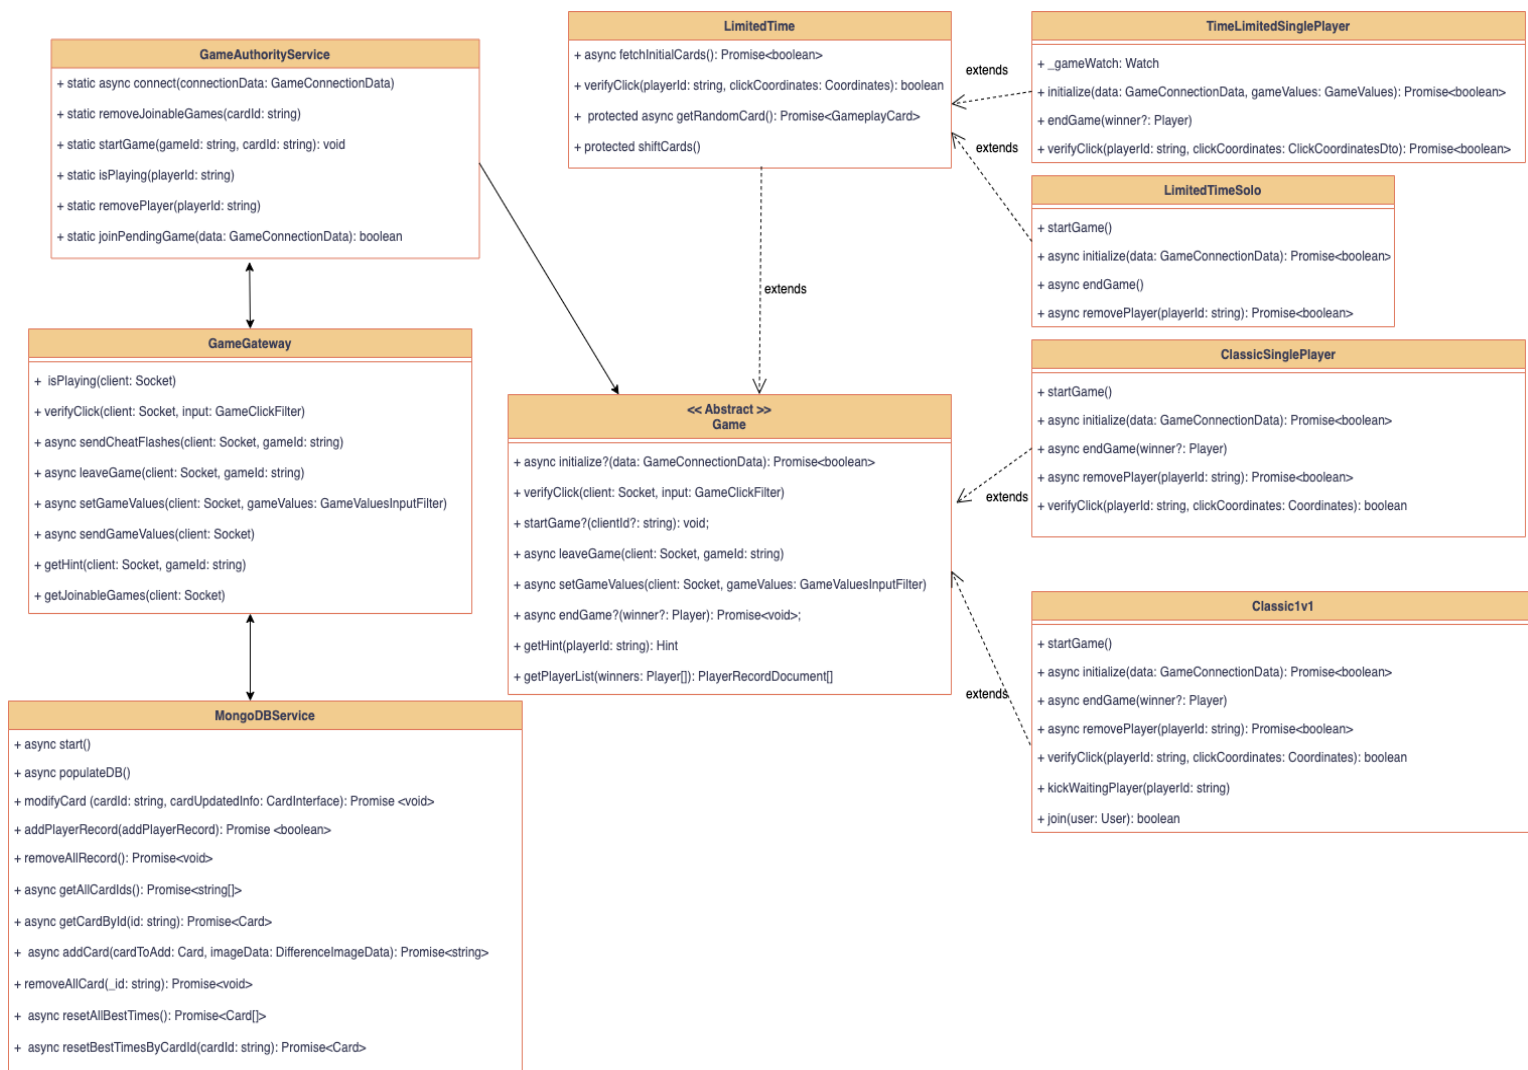 GameAuthorityService
+ static async connect(connectionData: GameConnectionData)
+ static removeJoinableGames(cardId: string)
+ static startGame(gameId: string, cardId: string): void
+ static isPlaying(playerId: string)
+ static removePlayer(playerId: string)
+ static joinPendingGame(data: GameConnectionData): boolean
GameGateway
+ isPlaying(client: Socket)
+ verifyClick(client: Socket, input: GameClickFilter)
+ async sendCheatFlashes(client: Socket, gameId: string)
+ async leaveGame(client: Socket, gameId: string)
+ async setGameValues(client: Socket, gameValues: GameValuesInputFilter)
+ async sendGameValues(client: Socket)
+ getHint(client: Socket, gameId: string)
+ getJoinableGames(client: Socket)
MongoDBService
+ async start()
+ async populateDB()
+ modifyCard (cardId: string, cardUpdatedInfo: CardInterface): Promise <void>
+ addPlayerRecord(addPlayerRecord): Promise <boolean>
+ removeAllRecord(): Promise<void>
+ async getAllCardIds(): Promise<string[]>
+ async getCardById(id: string): Promise<Card>
+ async addCard(cardToAdd: Card, imageData: DifferenceImageData): Promise<string>
+ removeAllCard(_id: string): Promise<void>
+ async resetAllBestTimes(): Promise<Card[]>
+ async resetBestTimesByCardId(cardId: string): Promise<Card>
LimitedTime
+ async fetchInitialCards(): Promise<boolean>
+ verifyClick(playerId: string, clickCoordinates: Coordinates): boolean
+ protected async getRandomCard(): Promise<GameplayCard>
+ protected shiftCards()
extends
<< Abstract >>
Game
+ async initialize?(data: GameConnectionData): Promise<boolean>
+ verifyClick(client: Socket, input: GameClickFilter)
+ startGame?(clientId?: string): void;
+ async leaveGame(client: Socket, gameId: string)
+ async setGameValues(client: Socket, gameValues: GameValuesInputFilter)
+ async endGame?(winner?: Player): Promise<void>;
+ getHint(playerId: string): Hint
+ getPlayerList(winners: Player[]): PlayerRecordDocument[]
extends
extends
extends
extends
TimeLimitedSinglePlayer
+ _gameWatch: Watch
+ initialize(data: GameConnectionData, gameValues: GameValues): Promise<boolean>
+ endGame(winner?: Player)
+ verifyClick(playerId: string, clickCoordinates: ClickCoordinatesDto): Promise<boolean>
LimitedTimeSolo
+ startGame()
+ async initialize(data: GameConnectionData): Promise<boolean>
+ async endGame()
+ async removePlayer(playerId: string): Promise<boolean>
ClassicSinglePlayer
+ startGame()
+ async initialize(data: GameConnectionData): Promise<boolean>
+ async endGame(winner?: Player)
+ async removePlayer(playerId: string): Promise<boolean>
+ verifyClick(playerId: string, clickCoordinates: Coordinates): boolean
Classic1v1
+ startGame()
+ async initialize(data: GameConnectionData): Promise<boolean>
+ async endGame(winner?: Player)
+ async removePlayer(playerId: string): Promise<boolean>
+ verifyClick(playerId: string, clickCoordinates: Coordinates): boolean
+ kickWaitingPlayer(playerId: string)
+ join(user: User): boolean